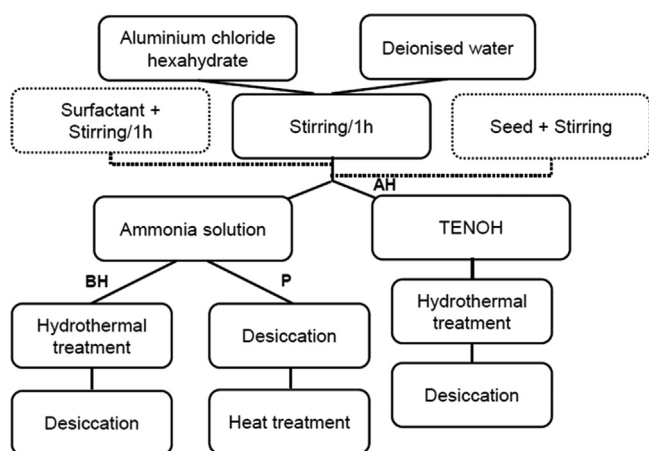 Aluminium chloride
hexahydrate
Deionised water
Surfactant +
Stirring/1h
Stirring/1h
Seed + Stirring
AH
Ammonia solution
TENOH
BH
P
Hydrothermal
treatment
Desiccation
Hydrothermal
treatment
Desiccation
Heat treatment
Desiccation